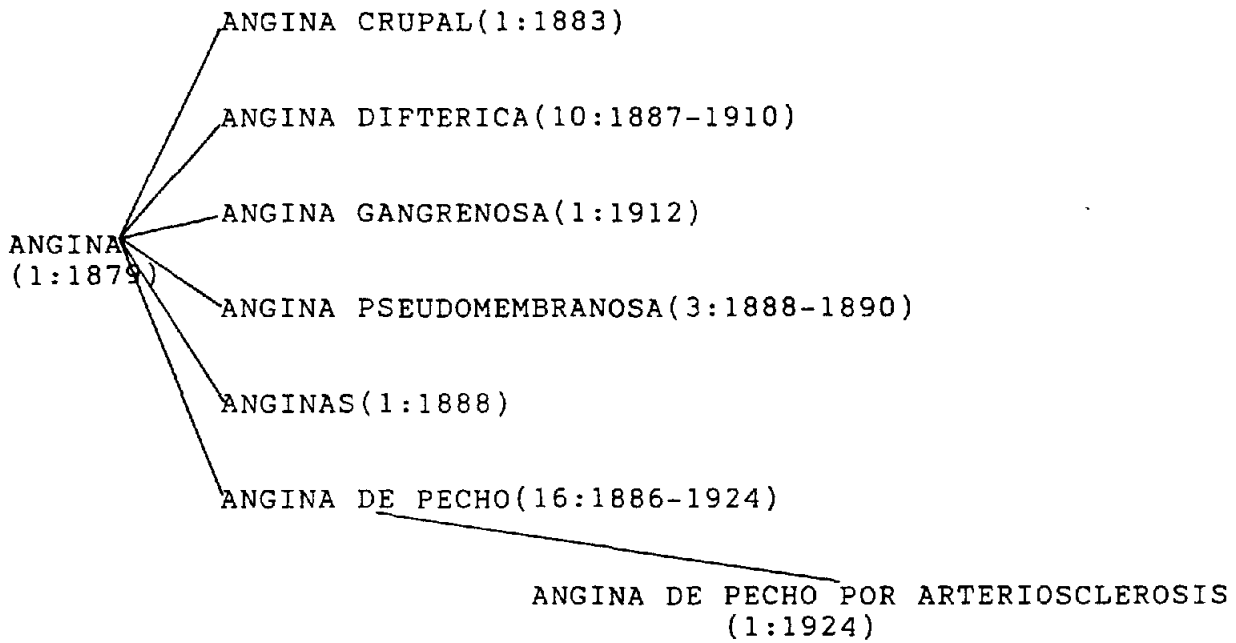 ANGINA CRUPAL(1:1883)
ANGINA DIFTERICA(10:1887-1910)
ANGINA GANGRENOSA(1:1912)
ANGINA
(1:1879)
ANGINA PSEUDOMEMBRANOSA(3:1888-1890)
ANGINAS(1:1888)
ANGINA DE PECHO(16:1886-1924)
ANGINA DE PECHO POR ARTERIOSCLEROSIS
(1:1924)